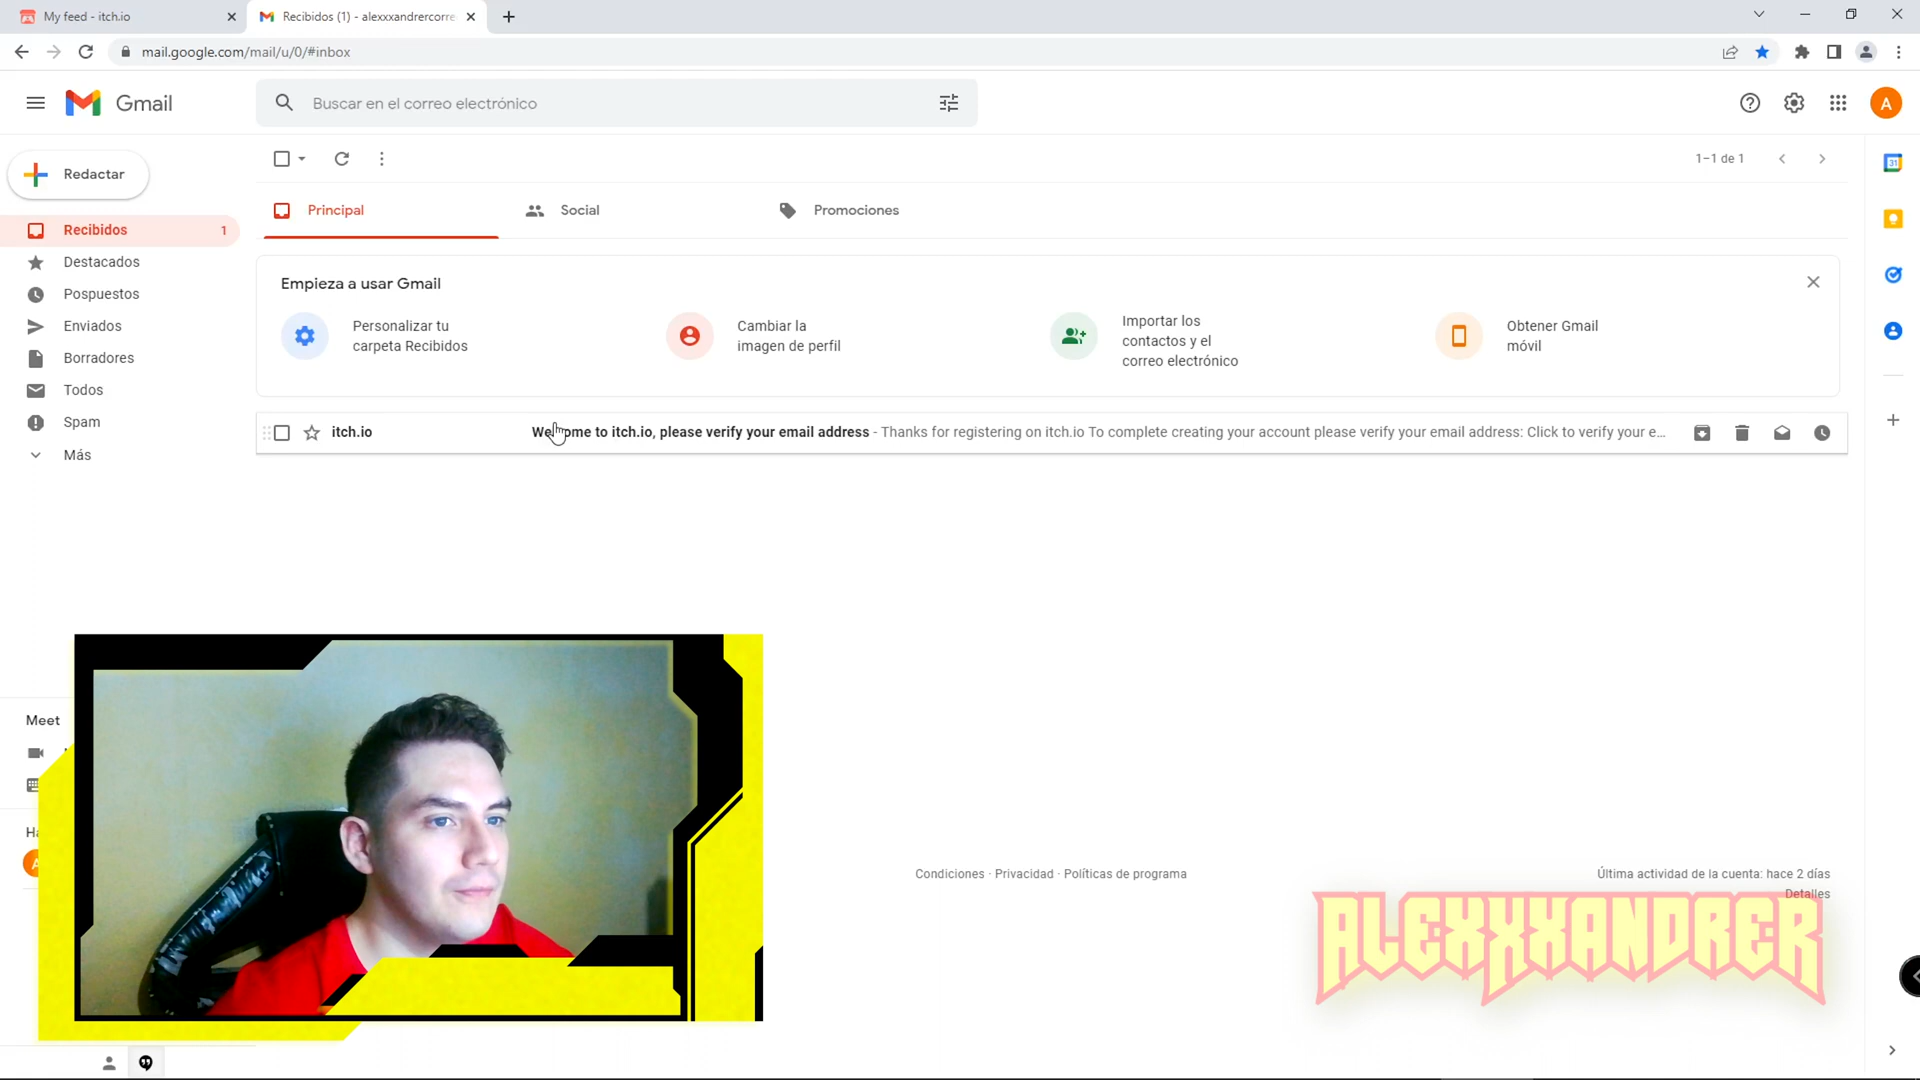 My feed - itch.io
Recibidos (1) - alexxxandrercorre
mail.google.com/mail/u/0/#inbox
Gmail
Buscar en el correo electrónico
A
Redactar
1–1 de 1
31
Recibidos 1
Destacados
Pospuestos
Enviados
Borradores
Todos
Spam
Más
Principal
Social
Promociones
Empieza a usar Gmail
Personalizar tu
carpeta Recibidos
Cambiar la
imagen de perfil
Importar los
contactos y el
correo electrónico
Obtener Gmail
móvil
itch.io Welcome to itch.io, please verify your email address - Thanks for registering on itch.io To complete creating your account please verify your email address: Click to verify your e...
Meet
Ha
A
Condiciones · Privacidad · Políticas de programa
Última actividad de la cuenta: hace 2 días
Detalles
ALEXXXANDRER